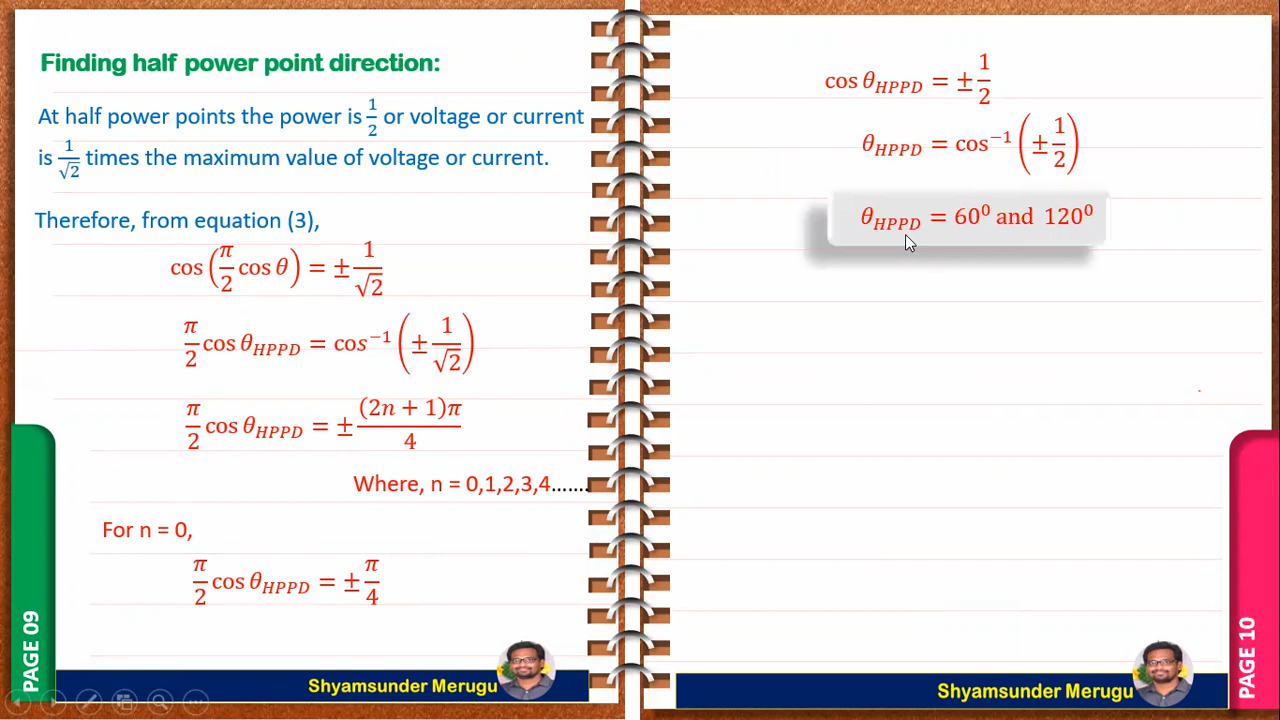 Finding half power point direction:
At half power points the power is 1/2 or voltage or current
is 1/√2 times the maximum value of voltage or current.
Therefore, from equation (3),
cos(π/2 cos θ) = ± 1/√2
π/2 cos θ_HPPD = cos⁻¹(± 1/√2)
π/2 cos θ_HPPD = ± (2n + 1)π/4
Where, n = 0,1,2,3,4…….
For n = 0,
π/2 cos θ_HPPD = ± π/4
PAGE 09
Shyamsunder Merugu
cos θ_HPPD = ± 1/2
θ_HPPD = cos⁻¹(± 1/2)
θ_HPPD = 60⁰ and 120⁰
PAGE 10
Shyamsunder Merugu